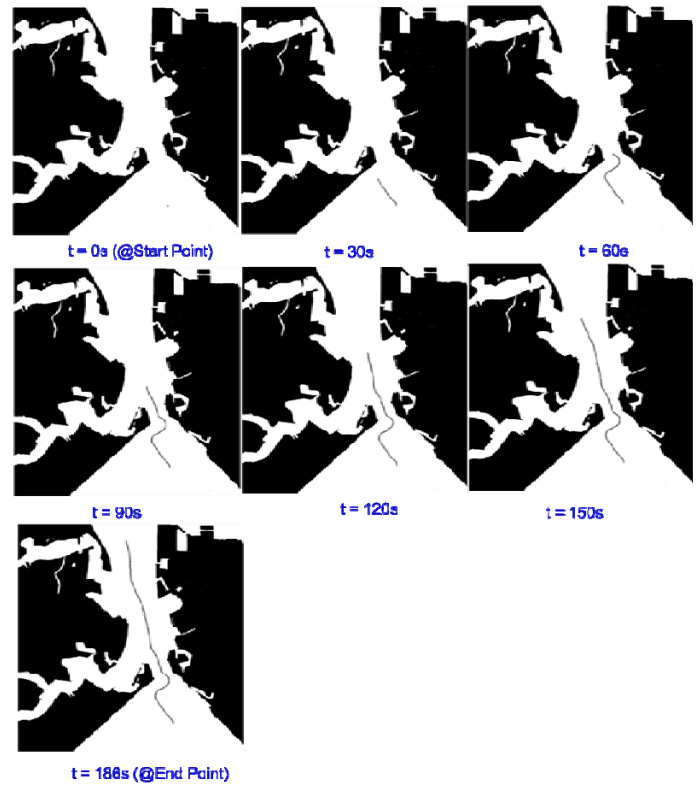 t = 0s (@Start Point)
t = 30s
t = 60s
t = 90s
t = 120s
t = 150s
t = 186s (@End Point)